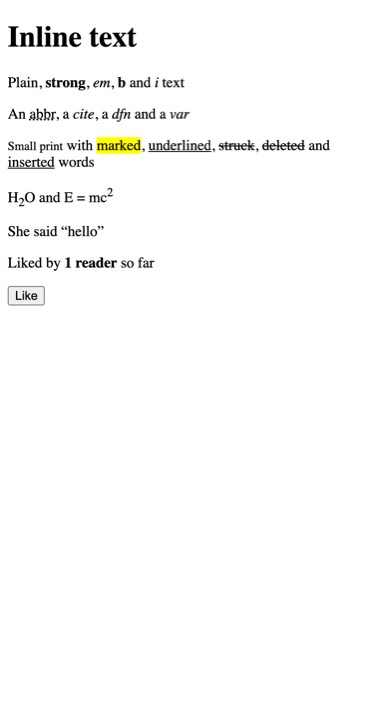 Inline text
Plain, strong, em, b and i text
An abbr, a cite, a dfn and a var
Small print with marked, underlined, struck, deleted and
inserted words
H₂O and E = mc²
She said “hello”
Liked by 1 reader so far
Like